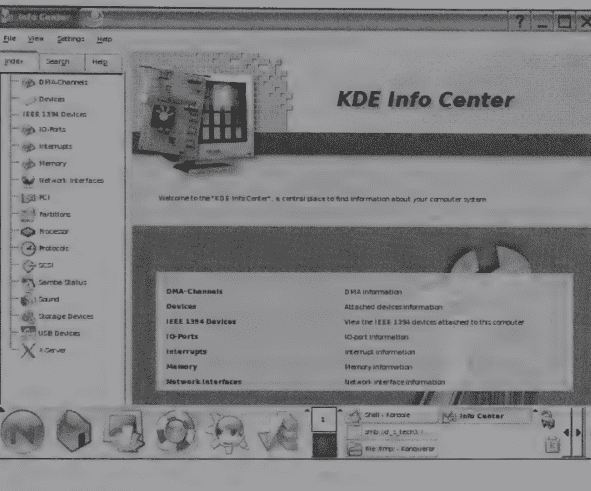 Info Center
File View Settings Help
Index Search Help
KDE Info Center
DMA-Channels
Devices
IEEE 1394 Devices
IO-Ports
Interrupts
Memory
Network Interfaces
PCI
Partitions
Processor
Protocols
SCSI
Samba Status
Sound
Storage Devices
USB Devices
X-Server
Welcome to the "KDE Info Center", a central place to find information about your computer system
DMA-Channels DMA information
Devices Attached devices information
IEEE 1394 Devices View the IEEE 1394 devices attached to this computer
IO-Ports IO-port information
Interrupts Interrupt information
Memory Memory information
Network Interfaces Network interface information
1
Shell - Konsole
Info Center
file:/tmp - Konqueror